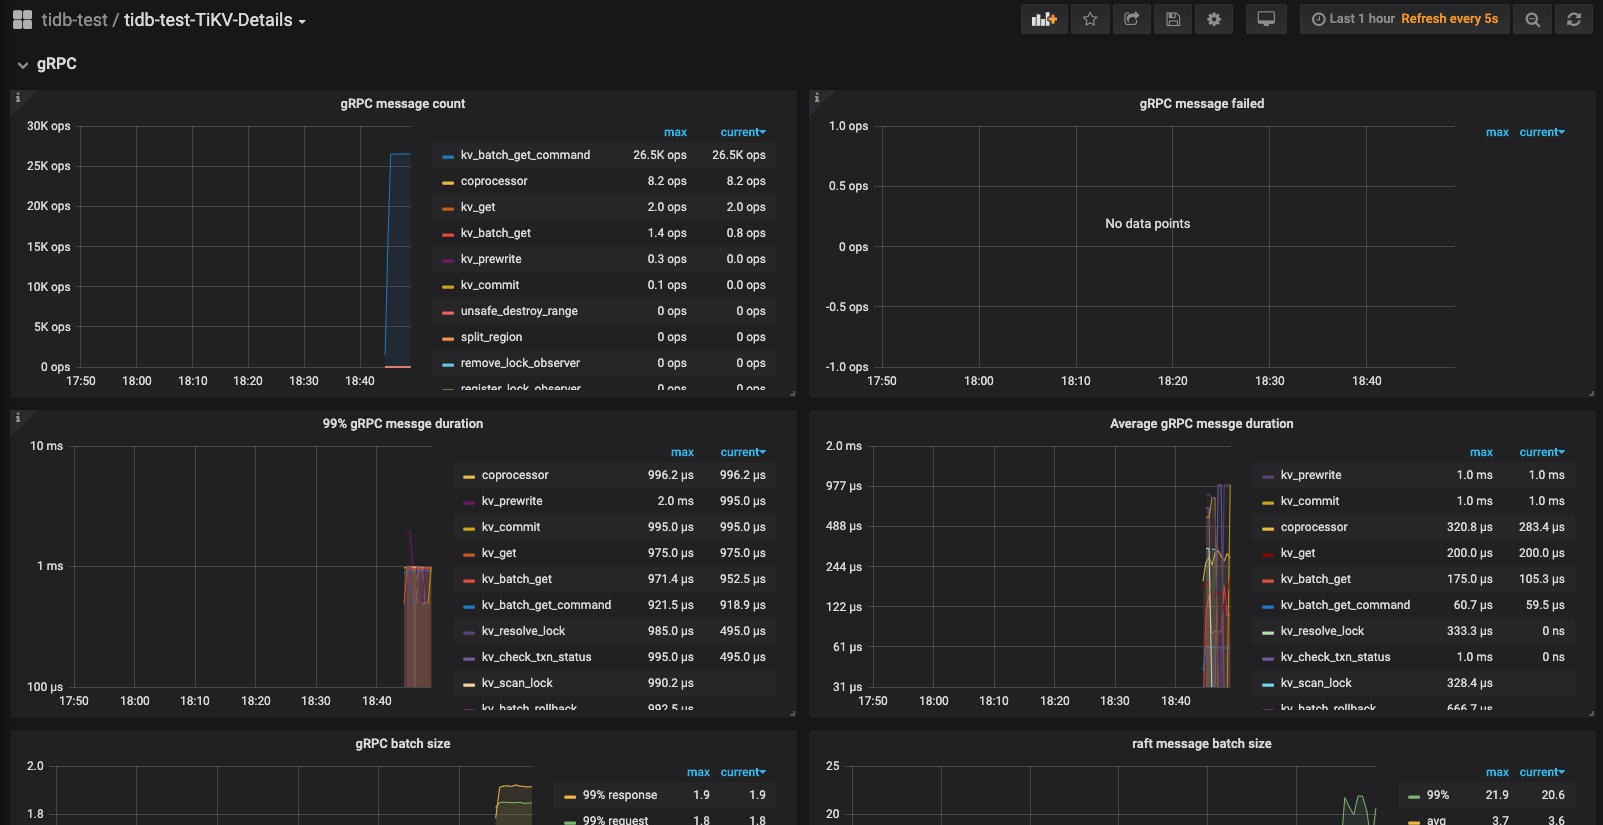 tidb-test / tidb-test-TiKV-Details
Last 1 hour Refresh every 5s
gRPC
gRPC message count
30K ops
25K ops
20K ops
15K ops
10K ops
5K ops
0 ops
17:50 18:00 18:10 18:20 18:30 18:40
max current
kv_batch_get_command 26.5K ops 26.5K ops
coprocessor 8.2 ops 8.2 ops
kv_get 2.0 ops 2.0 ops
kv_batch_get 1.4 ops 0.8 ops
kv_prewrite 0.3 ops 0.0 ops
kv_commit 0.1 ops 0.0 ops
unsafe_destroy_range 0 ops 0 ops
split_region 0 ops 0 ops
remove_lock_observer 0 ops 0 ops
register_lock_observer 0 ops 0 ops
gRPC message failed
1.0 ops
0.5 ops
0 ops
-0.5 ops
-1.0 ops
17:50 18:00 18:10 18:20 18:30 18:40
No data points
max current
99% gRPC messge duration
10 ms
1 ms
100 µs
17:50 18:00 18:10 18:20 18:30 18:40
max current
coprocessor 996.2 µs 996.2 µs
kv_prewrite 2.0 ms 995.0 µs
kv_commit 995.0 µs 995.0 µs
kv_get 975.0 µs 975.0 µs
kv_batch_get 971.4 µs 952.5 µs
kv_batch_get_command 921.5 µs 918.9 µs
kv_resolve_lock 985.0 µs 495.0 µs
kv_check_txn_status 995.0 µs 495.0 µs
kv_scan_lock 990.2 µs
kv_batch_rollback 992.5 µs
Average gRPC messge duration
2.0 ms
977 µs
488 µs
244 µs
122 µs
61 µs
31 µs
17:50 18:00 18:10 18:20 18:30 18:40
max current
kv_prewrite 1.0 ms 1.0 ms
kv_commit 1.0 ms 1.0 ms
coprocessor 320.8 µs 283.4 µs
kv_get 200.0 µs 200.0 µs
kv_batch_get 175.0 µs 105.3 µs
kv_batch_get_command 60.7 µs 59.5 µs
kv_resolve_lock 333.3 µs 0 ns
kv_check_txn_status 1.0 ms 0 ns
kv_scan_lock 328.4 µs
kv_batch_rollback 666.7 µs
gRPC batch size
2.0
1.8
max current
99% response 1.9 1.9
99% request 1.8 1.8
raft message batch size
25
20
max current
99% 21.9 20.6
avg 3.7 3.6